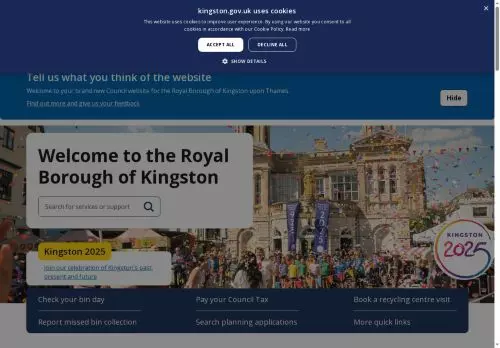 kingston.gov.uk uses cookies
This website uses cookies to improve user experience. By using our website you consent to all
cookies in accordance with our Cookie Policy. Read more
ACCEPT ALL
DECLINE ALL
SHOW DETAILS
Tell us what you think of the website
Welcome to your brand new Council website for the Royal Borough of Kingston upon Thames.
Find out more and give us your feedback
Hide
Welcome to the Royal
Borough of Kingston
Search for services or support
KINGSTON
2025
Kingston 2025
Join our celebration of Kingston's past,
present and future
Check your bin day
Pay your Council Tax
Book a recycling centre visit
Report missed bin collection
Search planning applications
More quick links